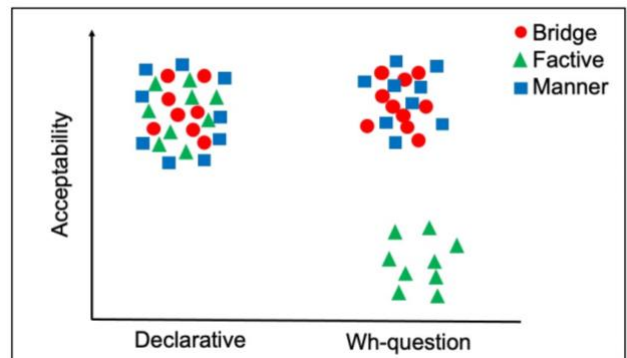 Bridge
Factive
Manner
Acceptability
Declarative
Wh-question